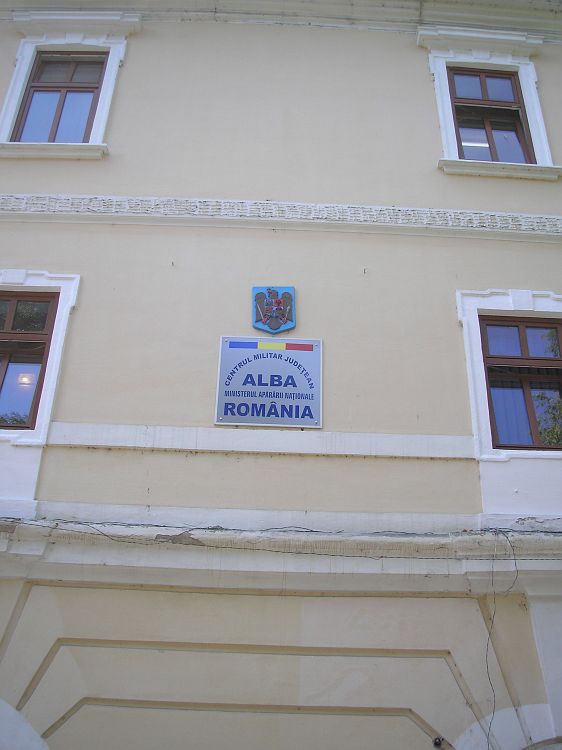 CENTRUL MILITAR JUDEȚEAN
ALBA
MINISTERUL APĂRĂRII NAȚIONALE
ROMÂNIA